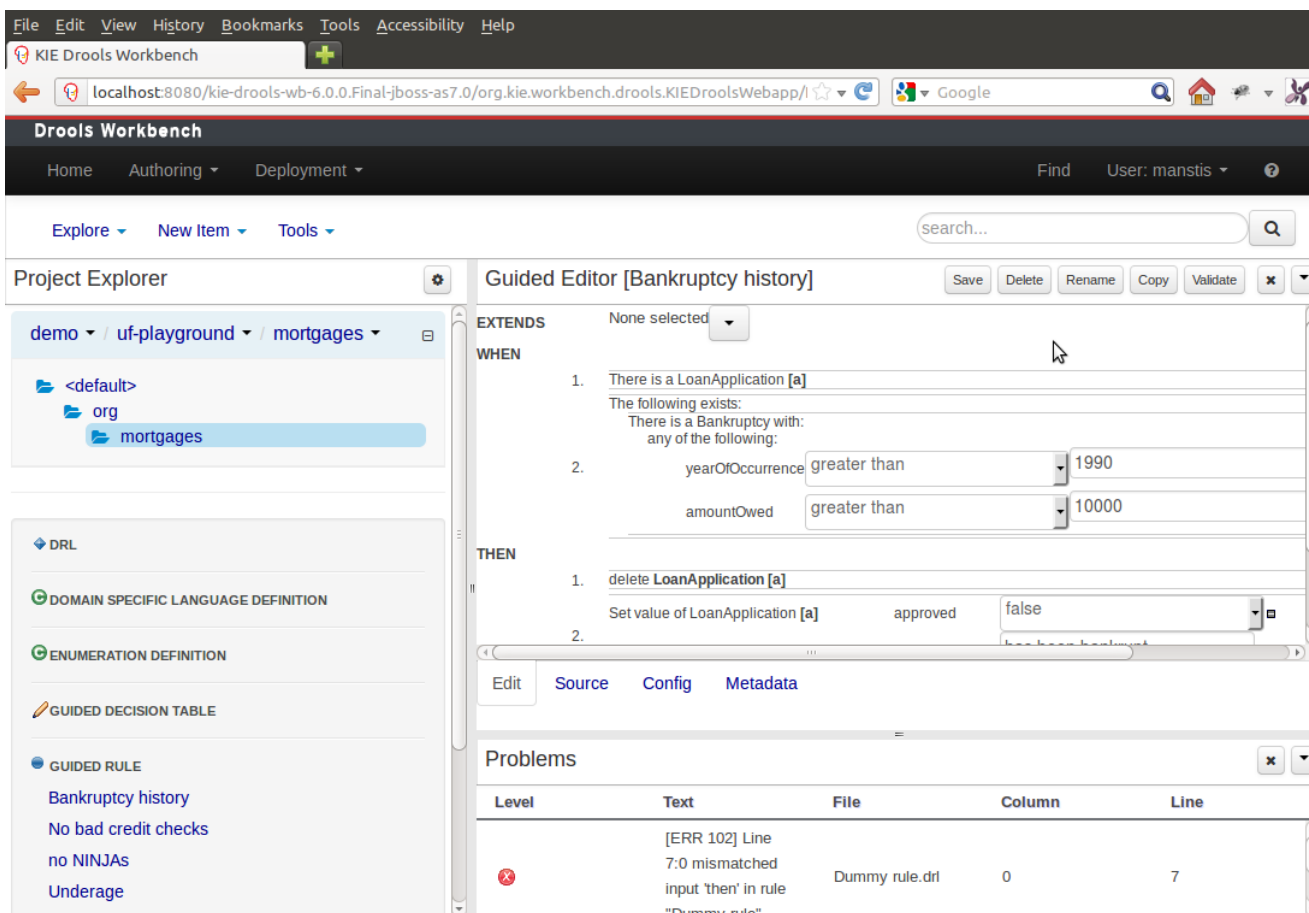 File Edit View History Bookmarks Tools Accessibility Help
KIE Drools Workbench
localhost:8080/kie-drools-wb-6.0.0.Final-jboss-as7.0/org.kie.workbench.drools.KIEDroolsWebapp/ Google
Drools Workbench
Home Authoring Deployment Find User: manstis
Explore New Item Tools search...
Project Explorer
demo / uf-playground / mortgages
<default>
org
mortgages
DRL
DOMAIN SPECIFIC LANGUAGE DEFINITION
ENUMERATION DEFINITION
GUIDED DECISION TABLE
GUIDED RULE
Bankruptcy history
No bad credit checks
no NINJAs
Underage
Guided Editor [Bankruptcy history] Save Delete Rename Copy Validate
EXTENDS None selected
WHEN
1. There is a LoanApplication [a]
The following exists:
There is a Bankruptcy with:
any of the following:
2. yearOfOccurrence greater than 1990
amountOwed greater than 10000
THEN
1. delete LoanApplication [a]
Set value of LoanApplication [a] approved false
2. has been bankrupt
Edit Source Config Metadata
Problems
Level Text File Column Line
[ERR 102] Line
7:0 mismatched
input 'then' in rule
"Dummy rule"
Dummy rule.drl 0 7